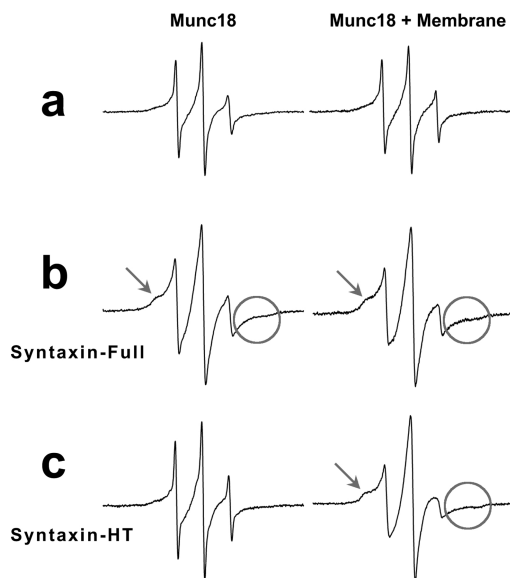 Munc18
Munc18 + Membrane
a
b
Syntaxin-Full
c
Syntaxin-HT